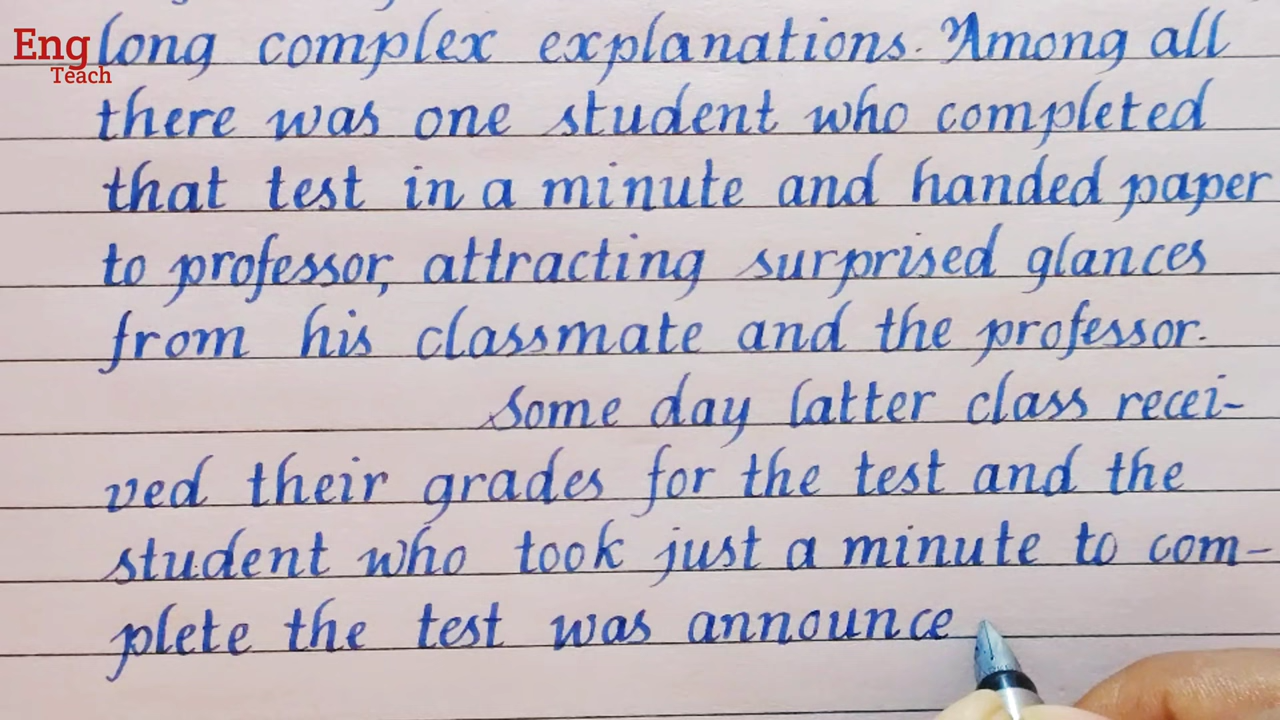 Eng
Teach
long complex explanations. Among all
there was one student who completed
that test in a minute and handed paper
to professor, attracting surprised glances
from his classmate and the professor.
Some day latter class recei-
ved their grades for the test and the
student who took just a minute to com-
plete the test was announce